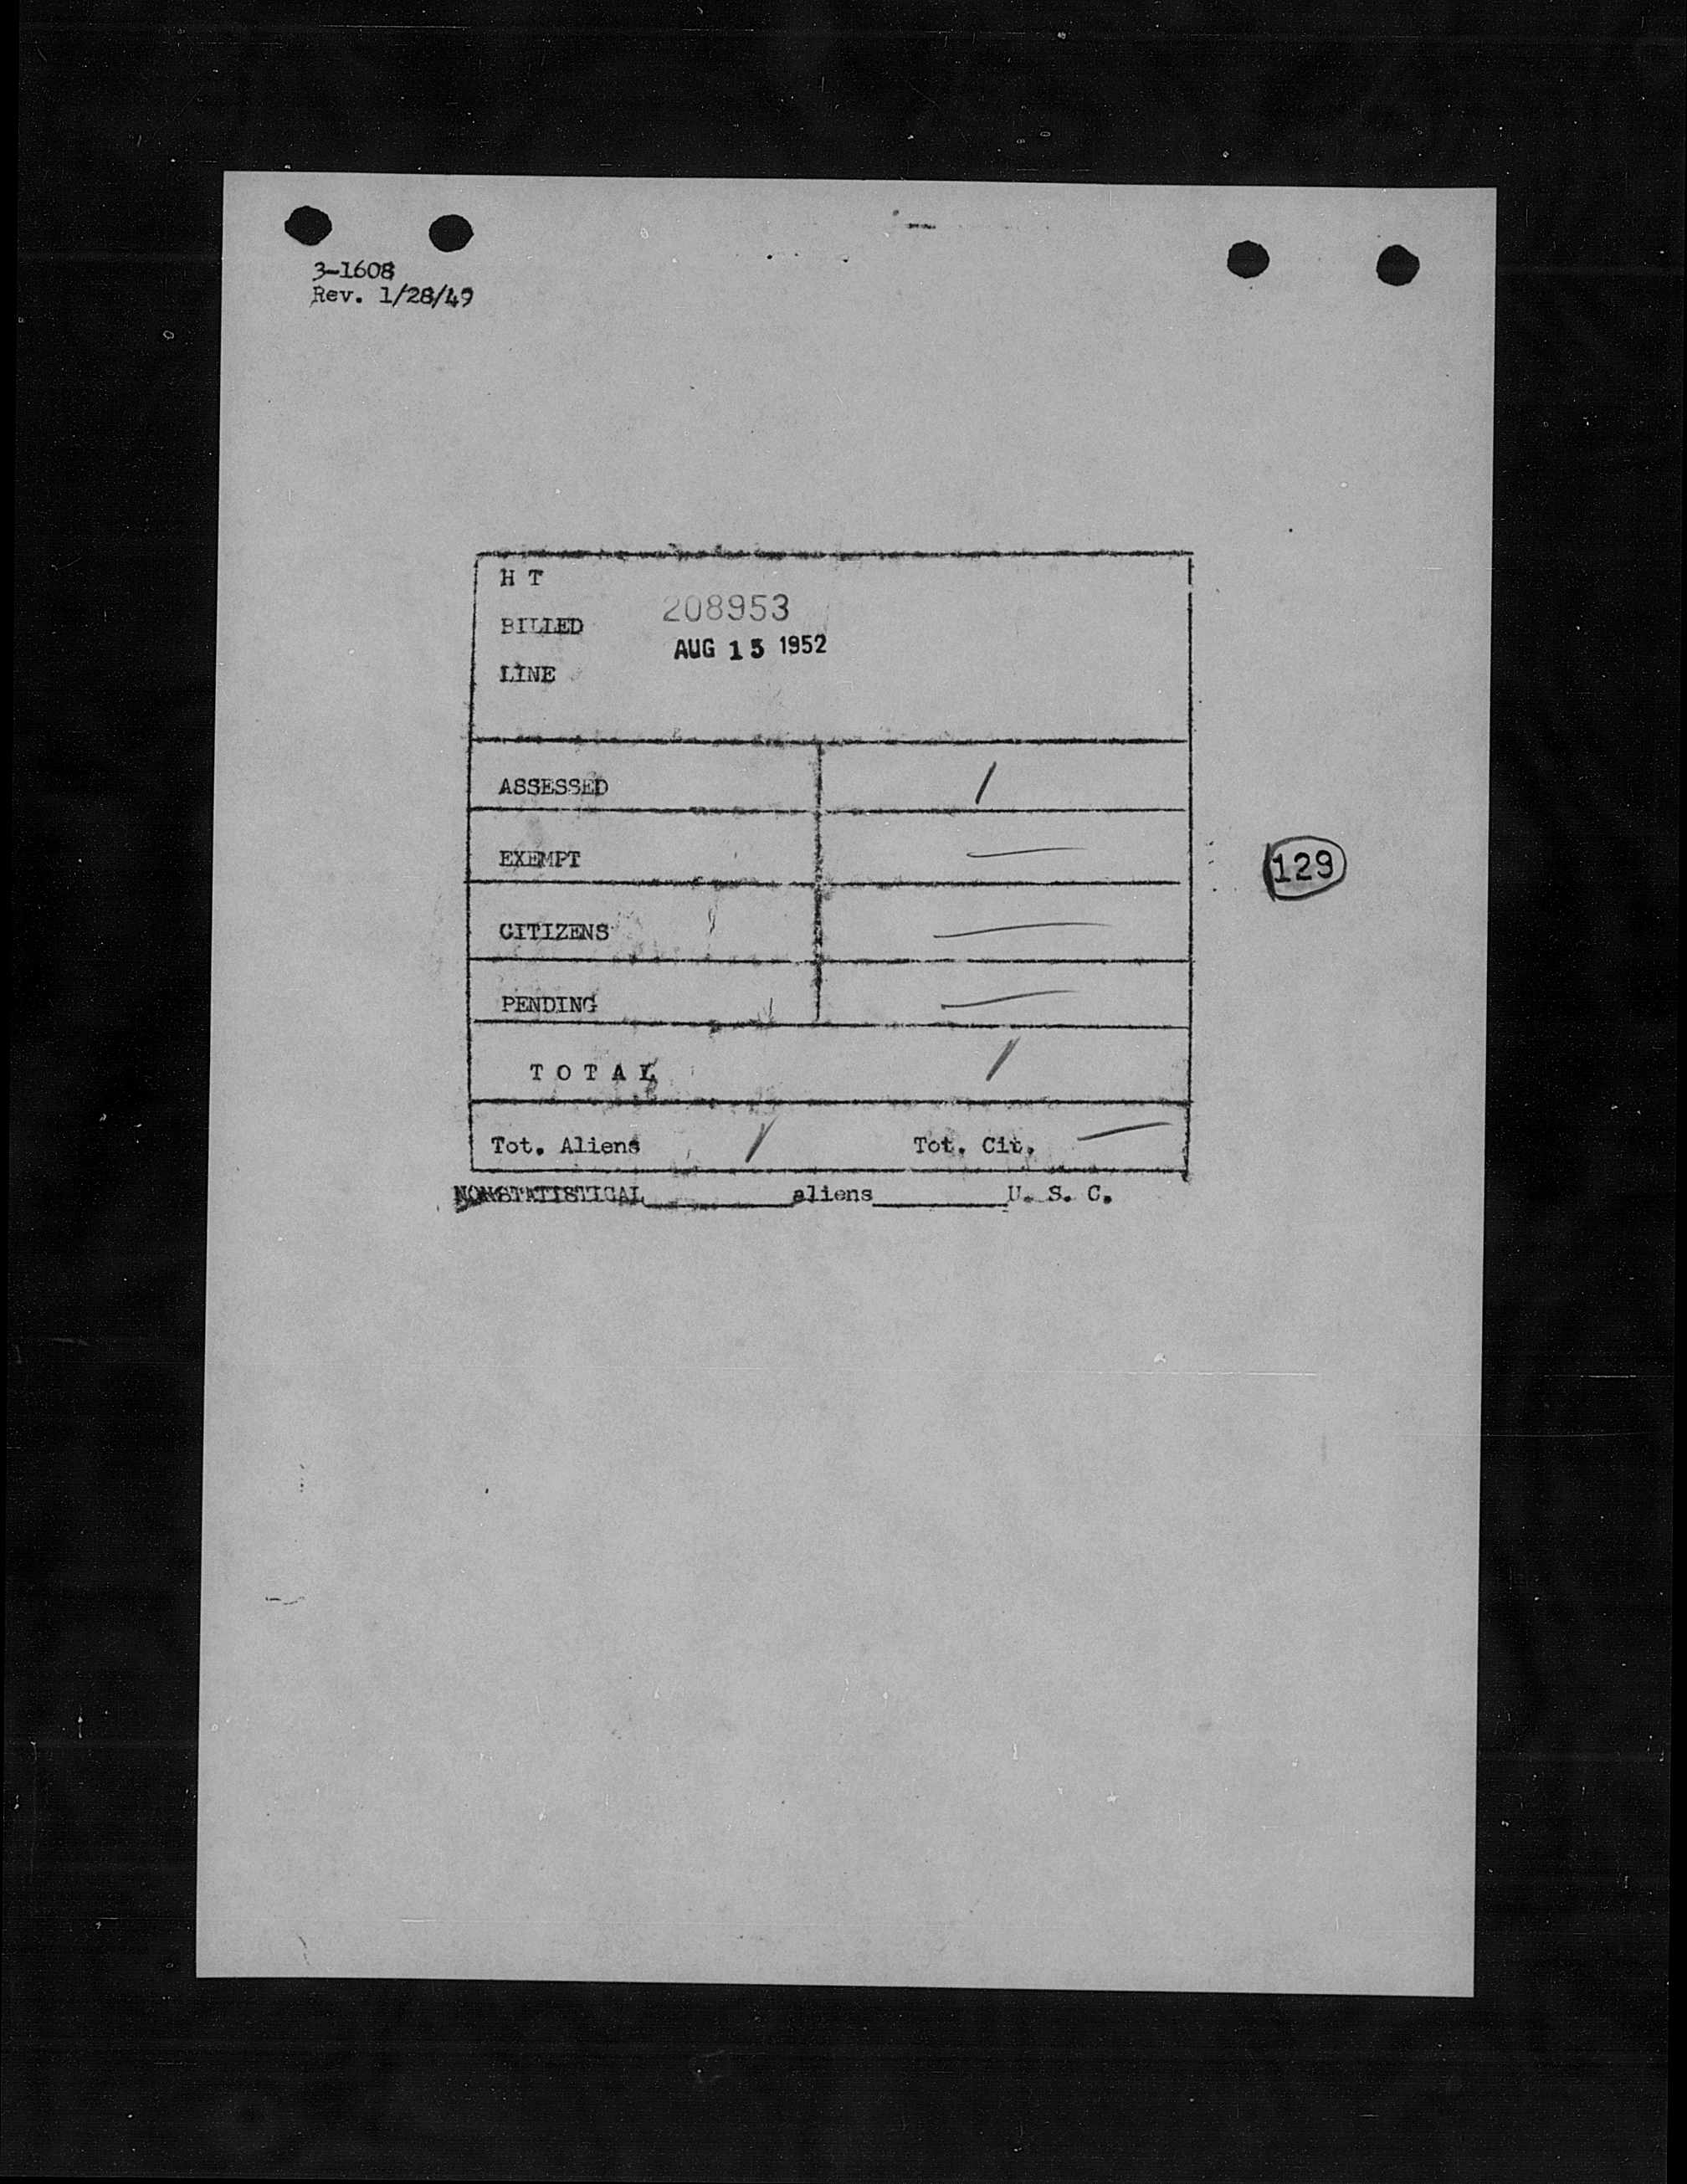 3-1608
Rev. 1/28/49
H T
208953
BILLED
AUG 15 1952
LINE
ASSESSED /
EXEMPT —
129
CITIZENS —
PENDING —
T O T A L /
Tot. Aliens / Tot. Cit. —
NONSTATISTICAL__________aliens__________U. S. C.